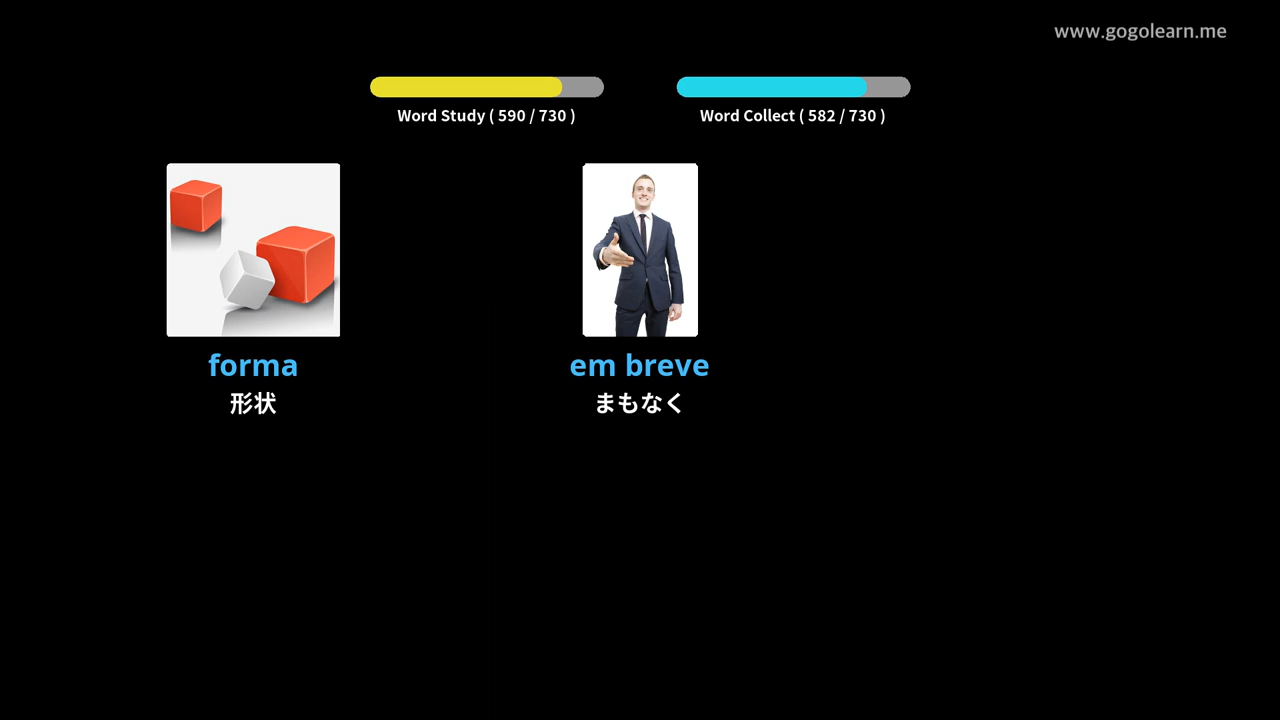 www.gogolearn.me
Word Study ( 590 / 730 )
Word Collect ( 582 / 730 )
forma
形状
em breve
まもなく